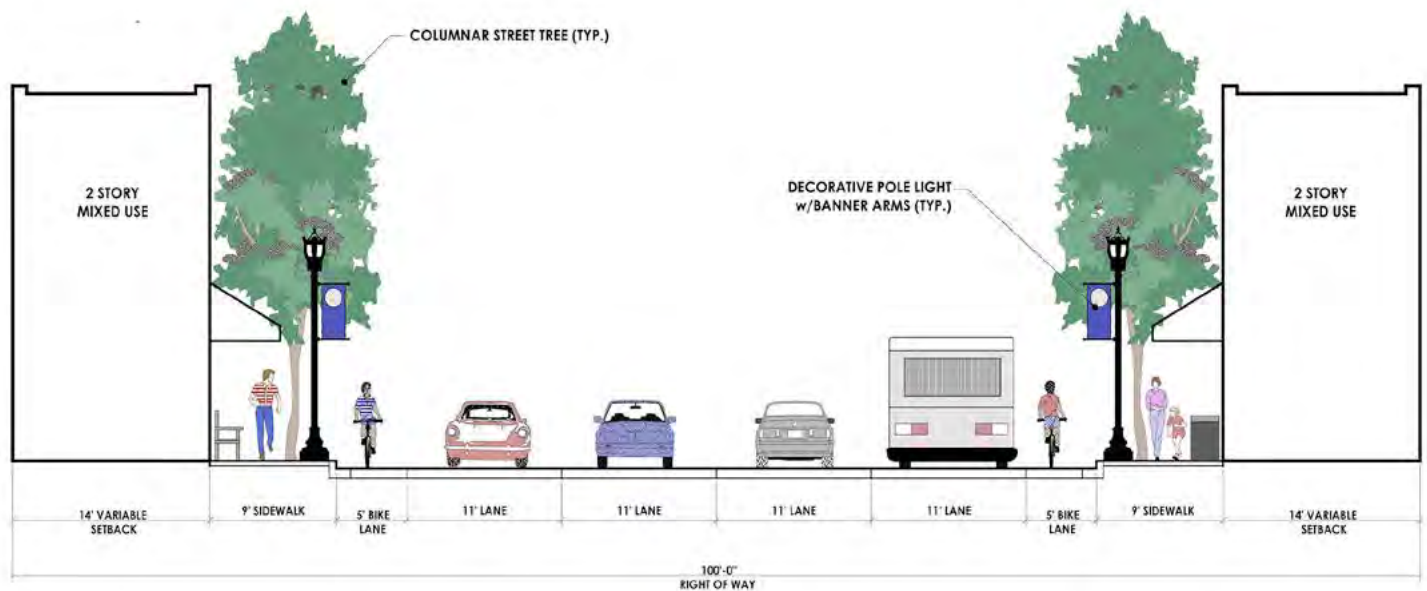 COLUMNAR STREET TREE (TYP.)
2 STORY
MIXED USE
DECORATIVE POLE LIGHT
w/BANNER ARMS (TYP.)
2 STORY
MIXED USE
14' VARIABLE
SETBACK
9' SIDEWALK
5' BIKE
LANE
11' LANE
11' LANE
11' LANE
11' LANE
5' BIKE
LANE
9' SIDEWALK
14' VARIABLE
SETBACK
100'-0"
RIGHT OF WAY